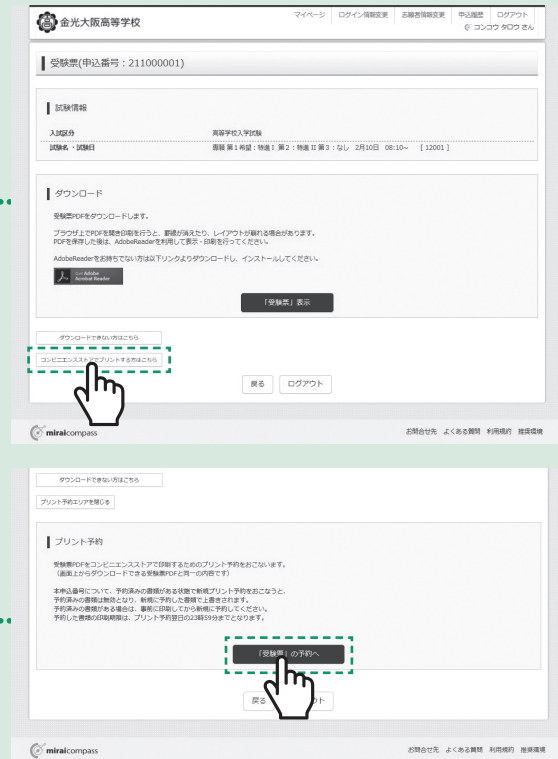 金光大阪高等学校
マイページ ログイン情報変更 志願者情報変更 申込履歴 ログアウト
コンコウ タロウ さん
受験票(申込番号:211000001)
試験情報
入試区分 高等学校入学試験
試験名・試験日 専願 第1希望:特進I 第2:特進II 第3:なし 2月10日 08:10~ [ 12001 ]
ダウンロード
受験票PDFをダウンロードします。
ブラウザ上でPDFを開き印刷を行うと、罫線が消えたり、レイアウトが崩れる場合があります。
PDFを保存した後は、AdobeReaderを利用して表示・印刷を行ってください。
AdobeReaderをお持ちでない方は以下リンクよりダウンロードし、インストールしてください。
Adobe
Acrobat Reader
「受験票」表示
ダウンロードできない方はこちら
コンビニエンスストアでプリントする方はこちら
戻る ログアウト
miraicompass
お問合せ先 よくある質問 利用規約 推奨環境
ダウンロードできない方はこちら
プリント予約エリアを閉じる
プリント予約
受験票PDFをコンビニエンスストアで印刷するためのプリント予約をおこないます。
(画面上からダウンロードできる受験票PDFと同一の内容です)
本申込番号について、予約済みの書類がある状態で新規プリント予約をおこなうと、
予約済みの書類は無効となり、新規に予約した書類で上書きされます。
予約済みの書類がある場合は、事前に印刷してから新規に予約してください。
予約した書類の印刷期限は、プリント予約翌日の23時59分までとなります。
「受験票」の予約へ
戻る ト
miraicompass
お問合せ先 よくある質問 利用規約 推奨環境